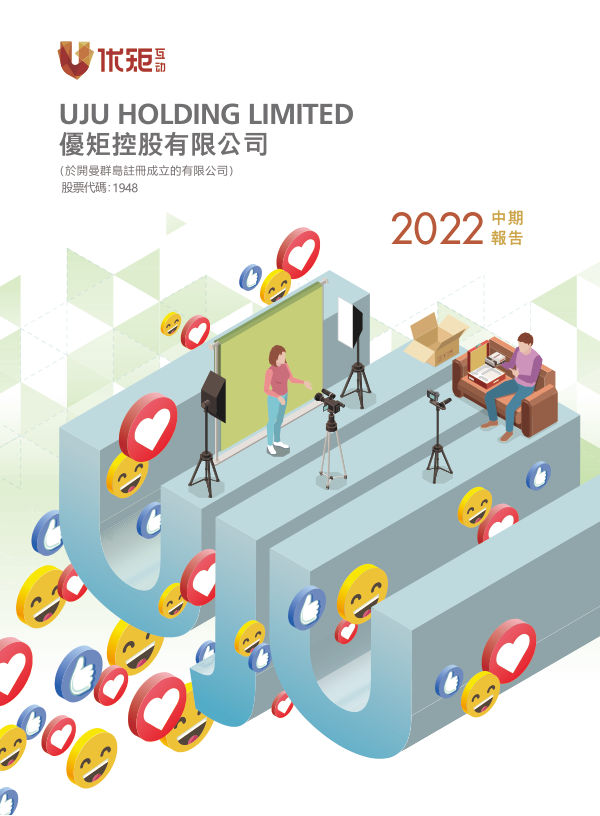 优矩互动
UJU HOLDING LIMITED
優矩控股有限公司
（於開曼群島註冊成立的有限公司）
股票代碼：1948
2022 中期報告